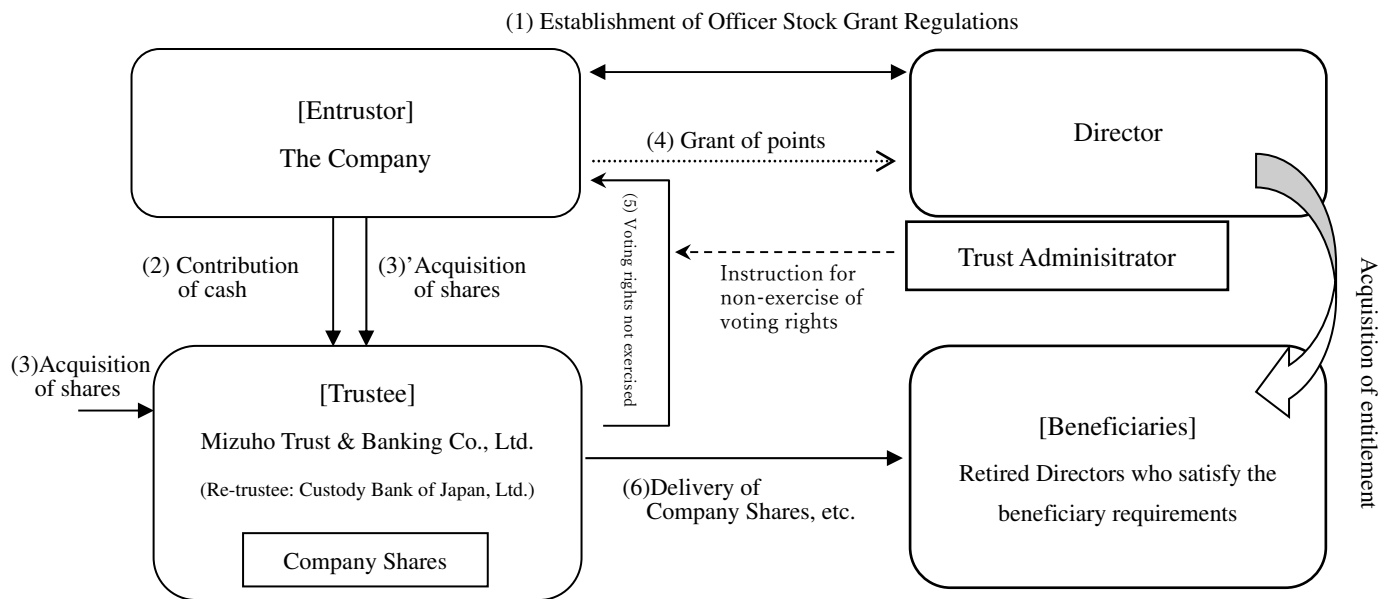 (1) Establishment of Officer Stock Grant Regulations
[Entrustor]
The Company
Director
(4) Grant of points
(5) Voting rights not exercised
Trust Adminisitrator
Instruction for
non-exercise of
voting rights
(2) Contribution
of cash
(3)’Acquisition
of shares
Acquisition of entitlement
(3)Acquisition
of shares
[Trustee]
Mizuho Trust & Banking Co., Ltd.
(Re-trustee: Custody Bank of Japan, Ltd.)
Company Shares
(6)Delivery of
Company Shares, etc.
[Beneficiaries]
Retired Directors who satisfy the
beneficiary requirements